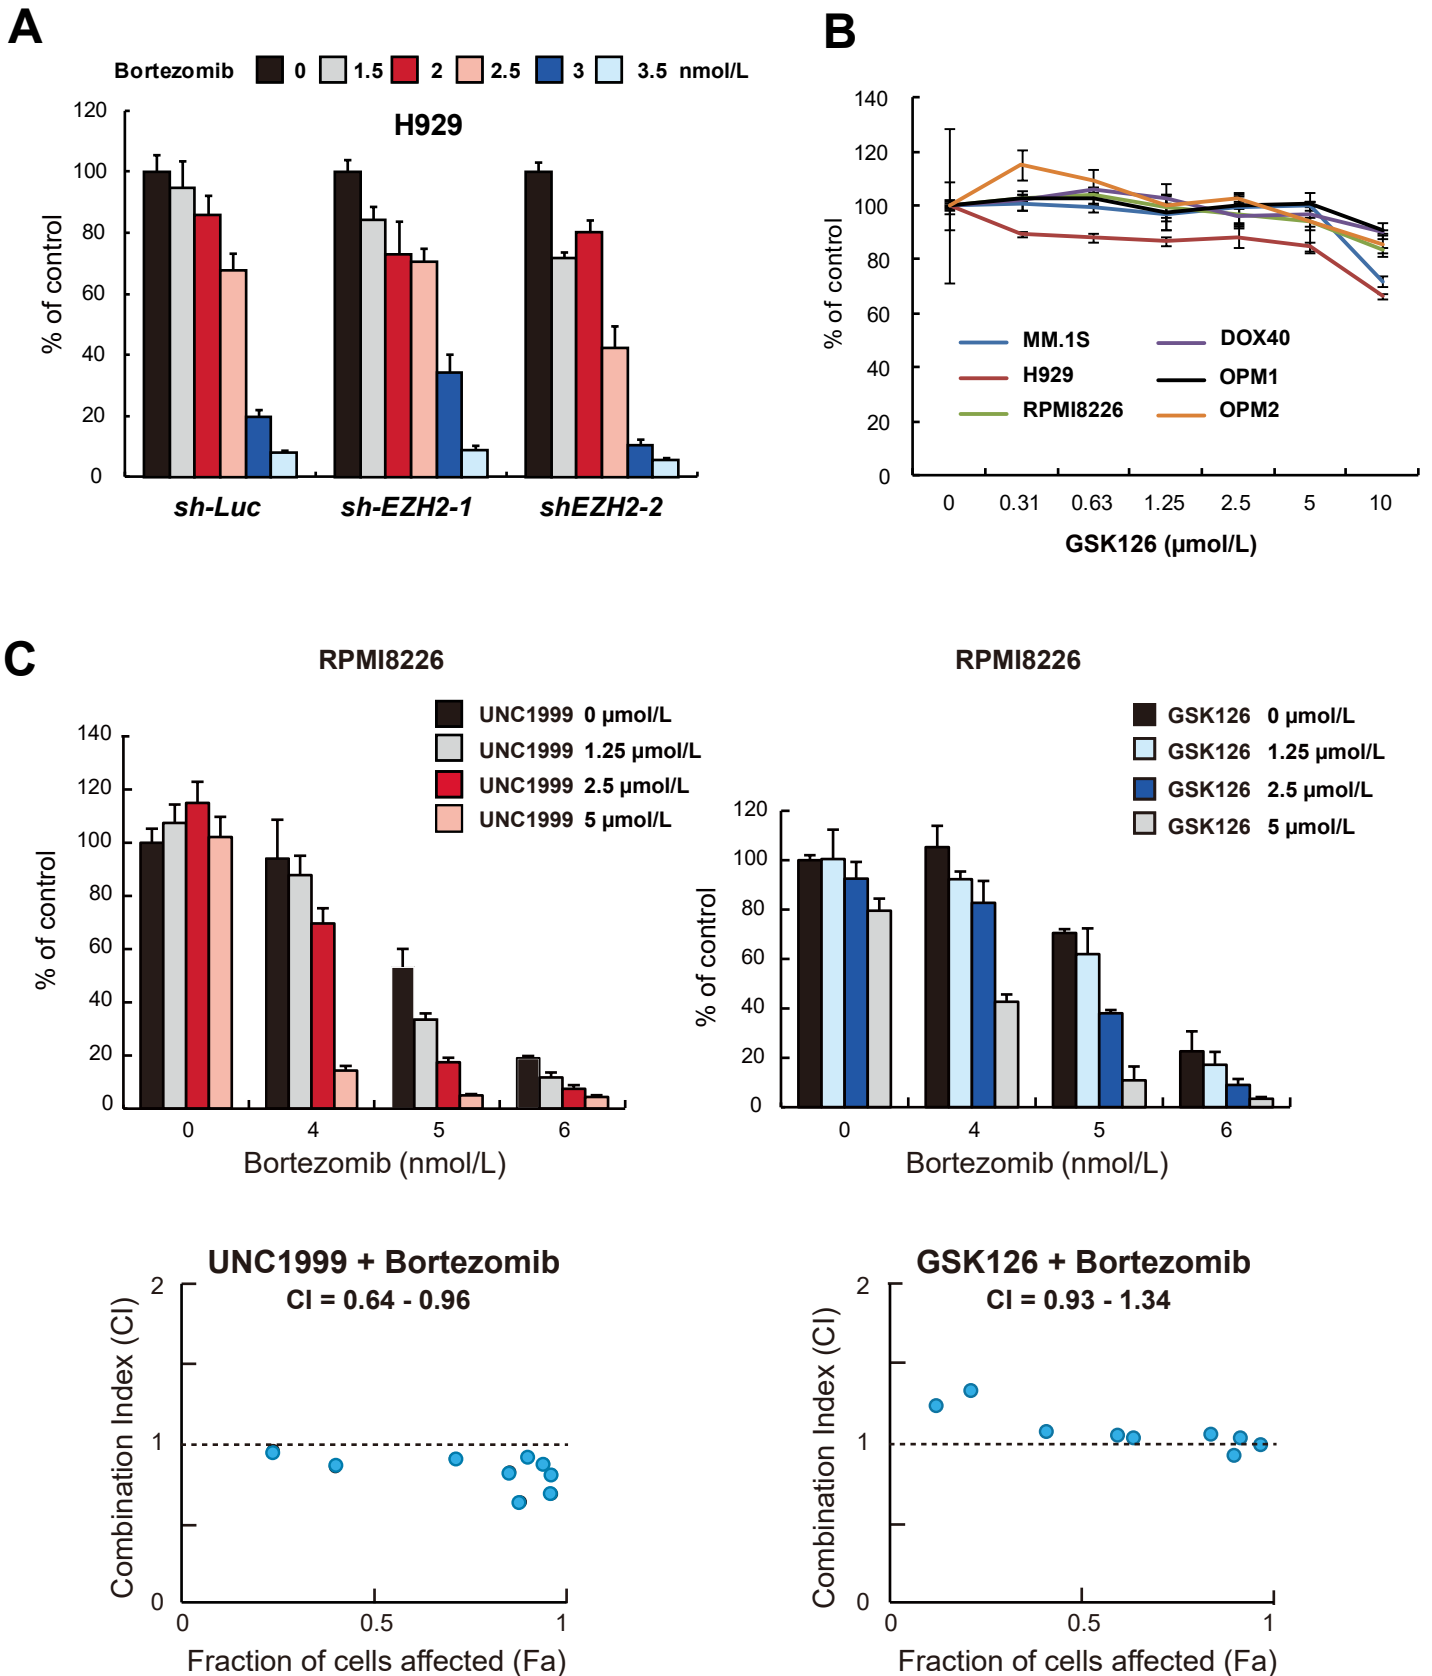 A
Bortezomib 0 1.5 2 2.5 3 3.5 nmol/L
H929
% of control
120
100
80
60
40
20
0
sh-Luc sh-EZH2-1 shEZH2-2
B
% of control
140
120
100
80
60
40
20
0
MM.1S
H929
RPMI8226
DOX40
OPM1
OPM2
0 0.31 0.63 1.25 2.5 5 10
GSK126 (µmol/L)
C
RPMI8226
UNC1999 0 µmol/L
UNC1999 1.25 µmol/L
UNC1999 2.5 µmol/L
UNC1999 5 µmol/L
% of control
140
120
100
80
60
40
20
0
0 4 5 6
Bortezomib (nmol/L)
RPMI8226
GSK126 0 µmol/L
GSK126 1.25 µmol/L
GSK126 2.5 µmol/L
GSK126 5 µmol/L
% of control
120
100
80
60
40
20
0
0 4 5 6
Bortezomib (nmol/L)
UNC1999 + Bortezomib
CI = 0.64 - 0.96
Combination Index (CI)
2
1
0
0 0.5 1
Fraction of cells affected (Fa)
GSK126 + Bortezomib
CI = 0.93 - 1.34
Combination Index (CI)
2
1
0
0 0.5 1
Fraction of cells affected (Fa)